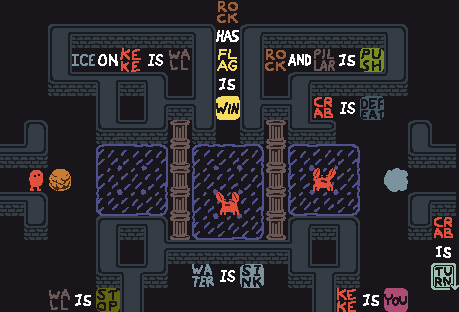 ROCK
HAS
FLAG
IS
WIN
ICE ON KEKE IS WALL
ROCK AND PILLAR IS PUSH
CRAB IS DEFEAT
CRAB
IS
TURN
WATER IS SINK
WALL IS STOP
KEKE IS YOU